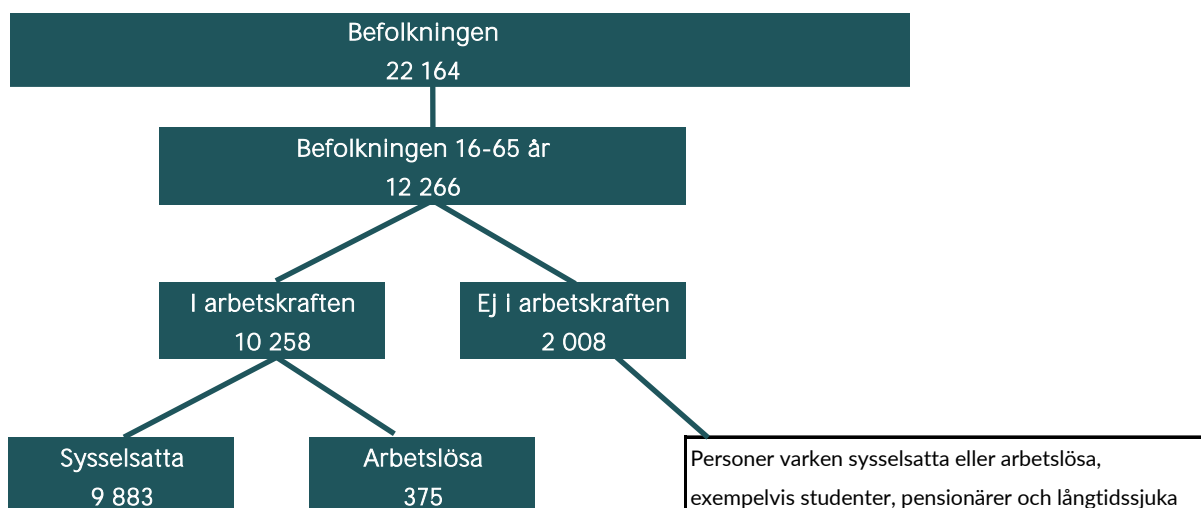 Befolkningen
22 164
Befolkningen 16-65 år
12 266
I arbetskraften
10 258
Ej i arbetskraften
2 008
Sysselsatta
9 883
Arbetslösa
375
Personer varken sysselsatta eller arbetslösa,
exempelvis studenter, pensionärer och långtidssjuka